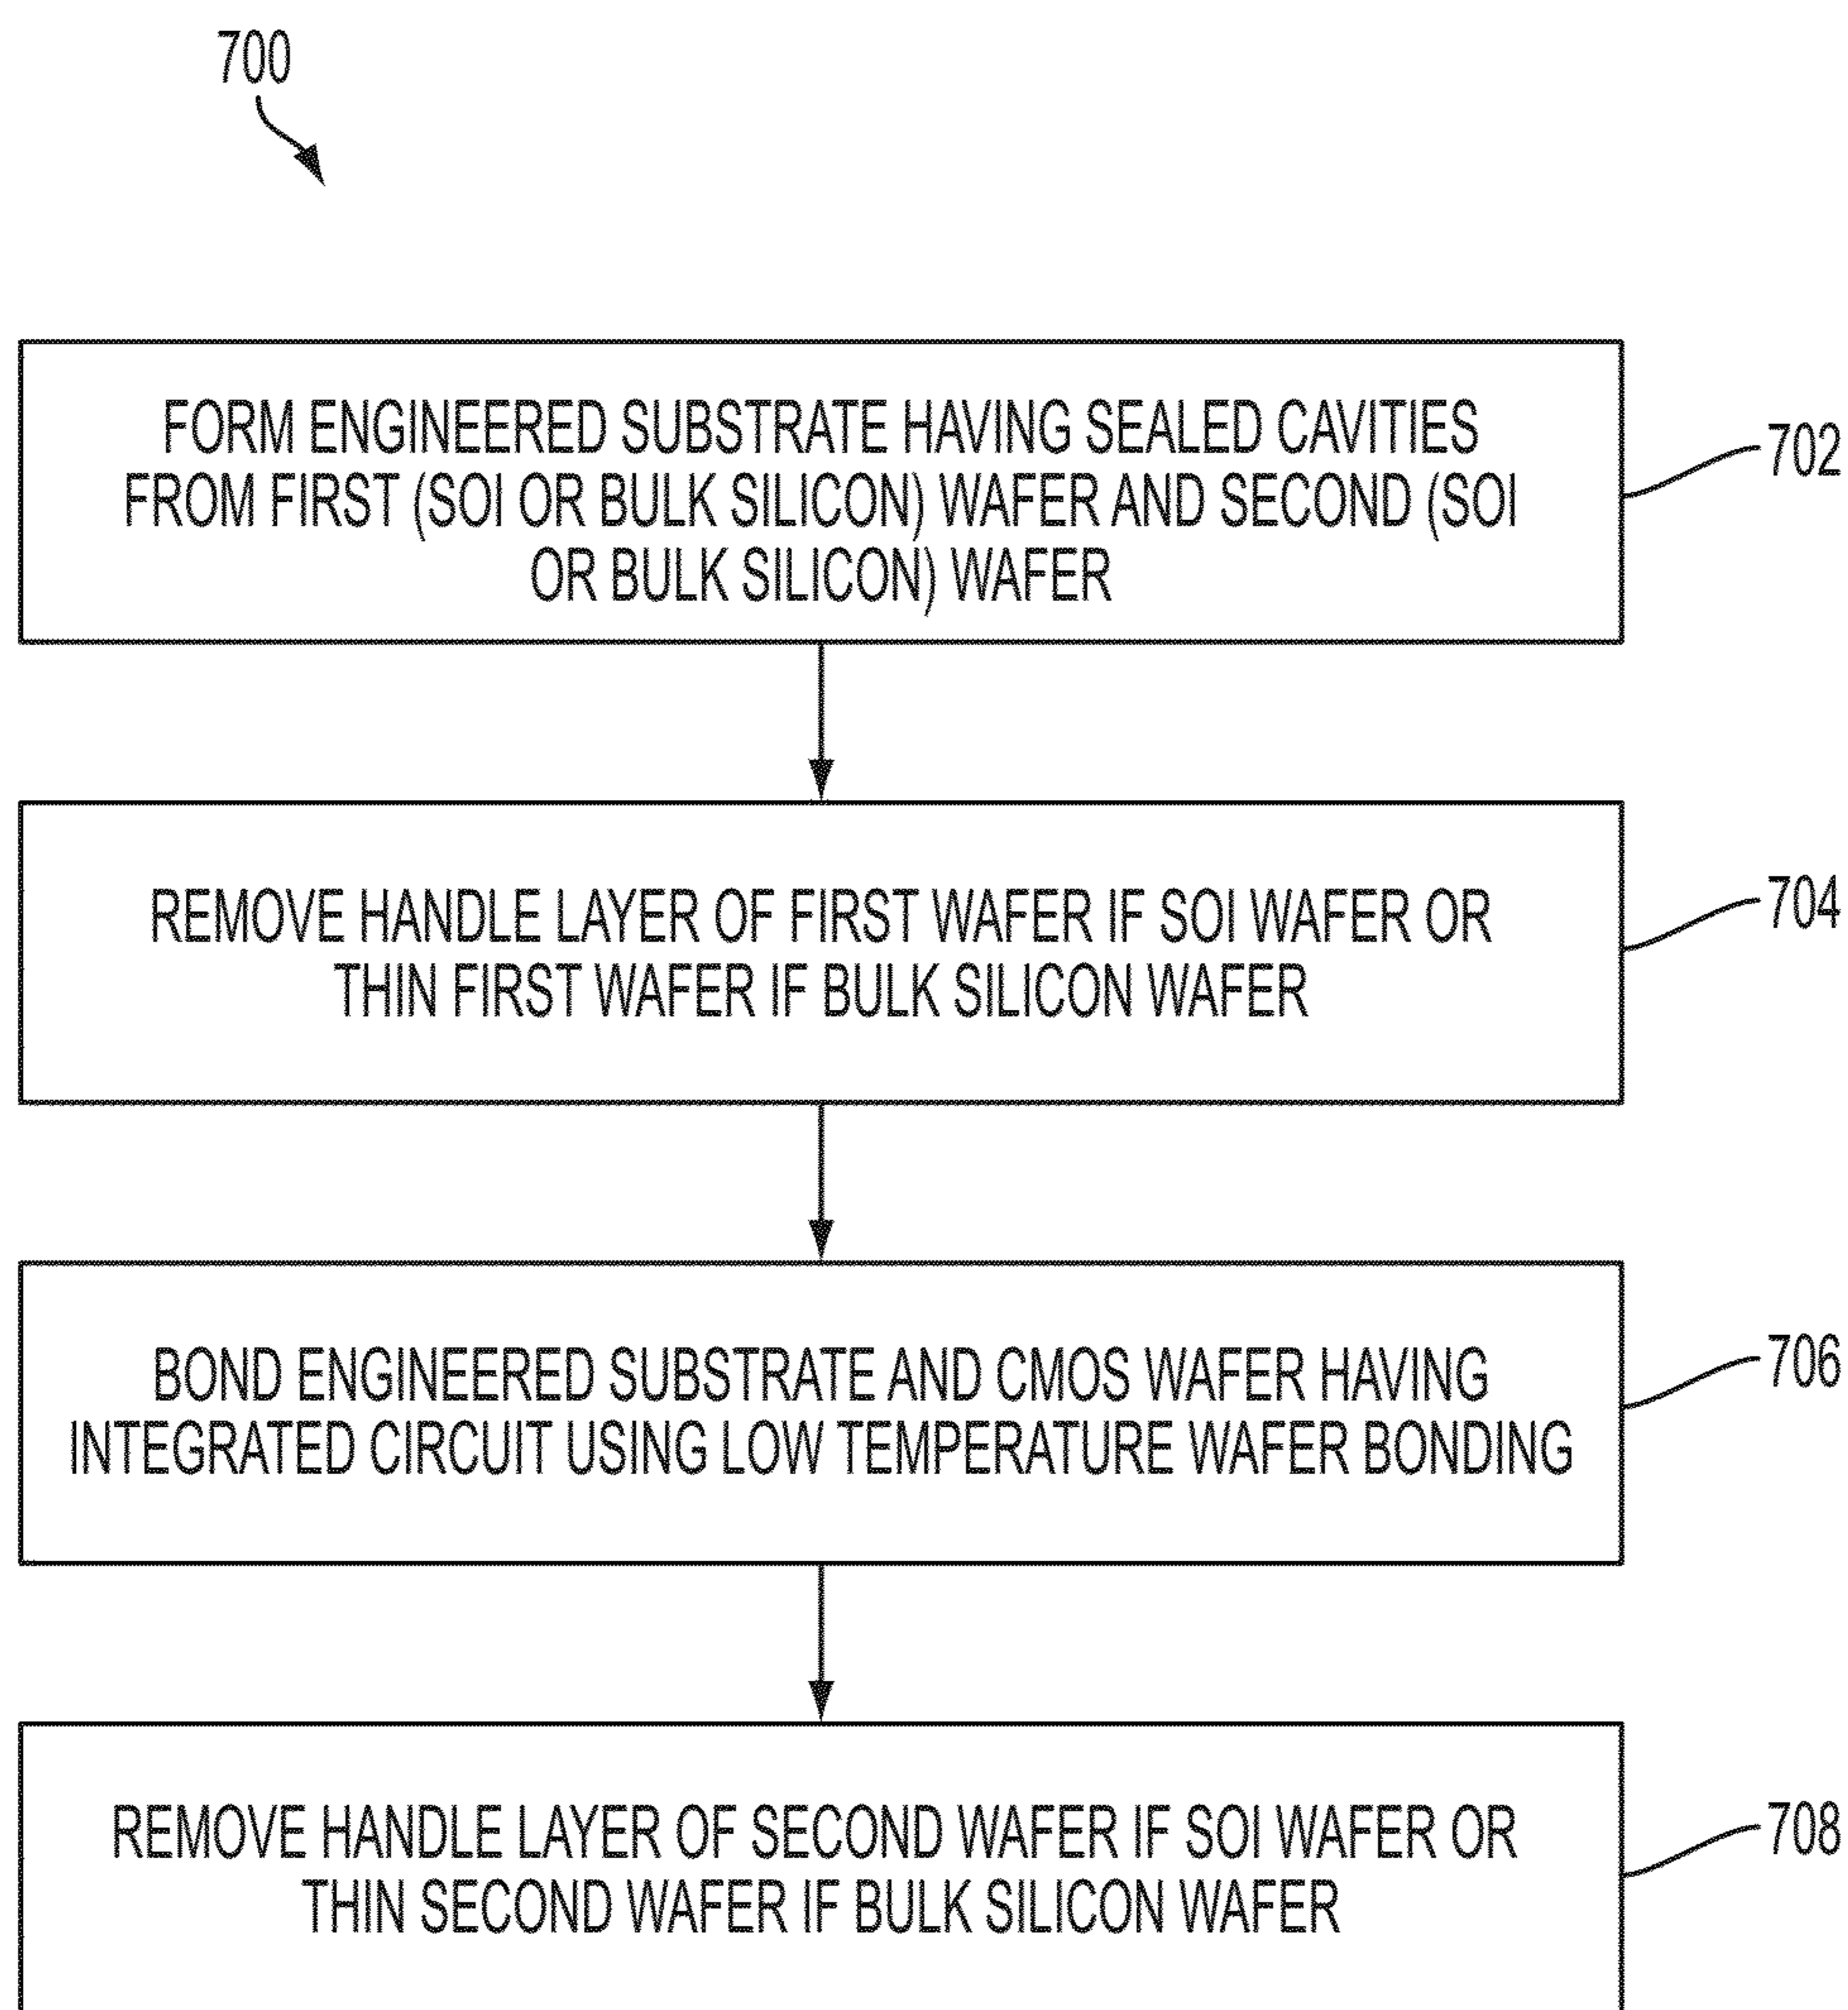 700
FORM ENGINEERED SUBSTRATE HAVING SEALED CAVITIES
FROM FIRST (SOI OR BULK SILICON) WAFER AND SECOND (SOI
OR BULK SILICON) WAFER
702
REMOVE HANDLE LAYER OF FIRST WAFER IF SOI WAFER OR
THIN FIRST WAFER IF BULK SILICON WAFER
704
BOND ENGINEERED SUBSTRATE AND CMOS WAFER HAVING
INTEGRATED CIRCUIT USING LOW TEMPERATURE WAFER BONDING
706
REMOVE HANDLE LAYER OF SECOND WAFER IF SOI WAFER OR
THIN SECOND WAFER IF BULK SILICON WAFER
708